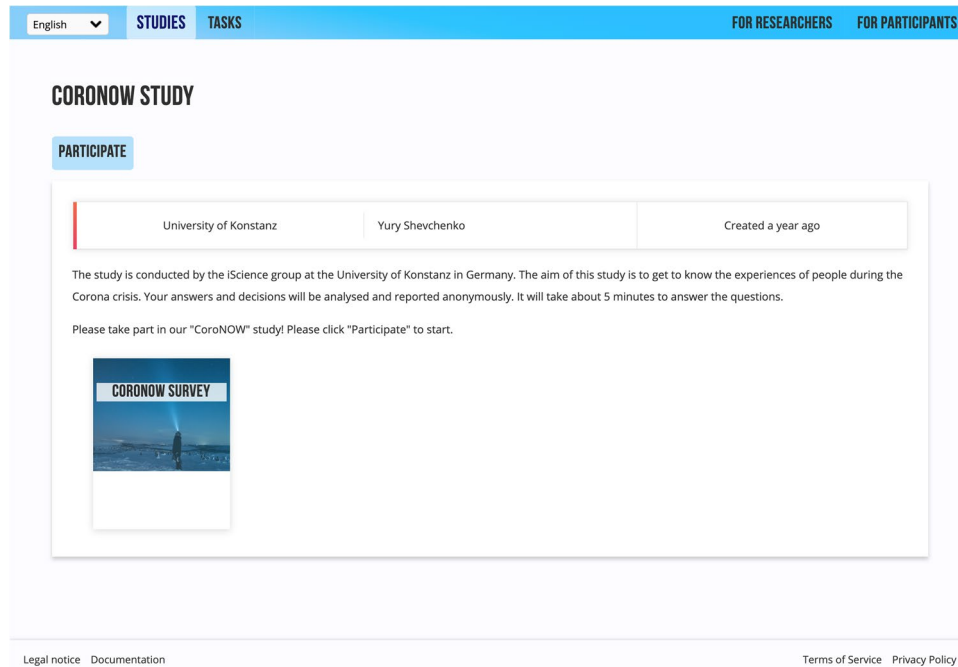 English STUDIES TASKS FOR RESEARCHERS FOR PARTICIPANTS
CORONOW STUDY
PARTICIPATE
University of Konstanz Yury Shevchenko Created a year ago
The study is conducted by the iScience group at the University of Konstanz in Germany. The aim of this study is to get to know the experiences of people during the
Corona crisis. Your answers and decisions will be analysed and reported anonymously. It will take about 5 minutes to answer the questions.
Please take part in our "CoroNOW" study! Please click "Participate" to start.
CORONOW SURVEY
Legal notice Documentation Terms of Service Privacy Policy